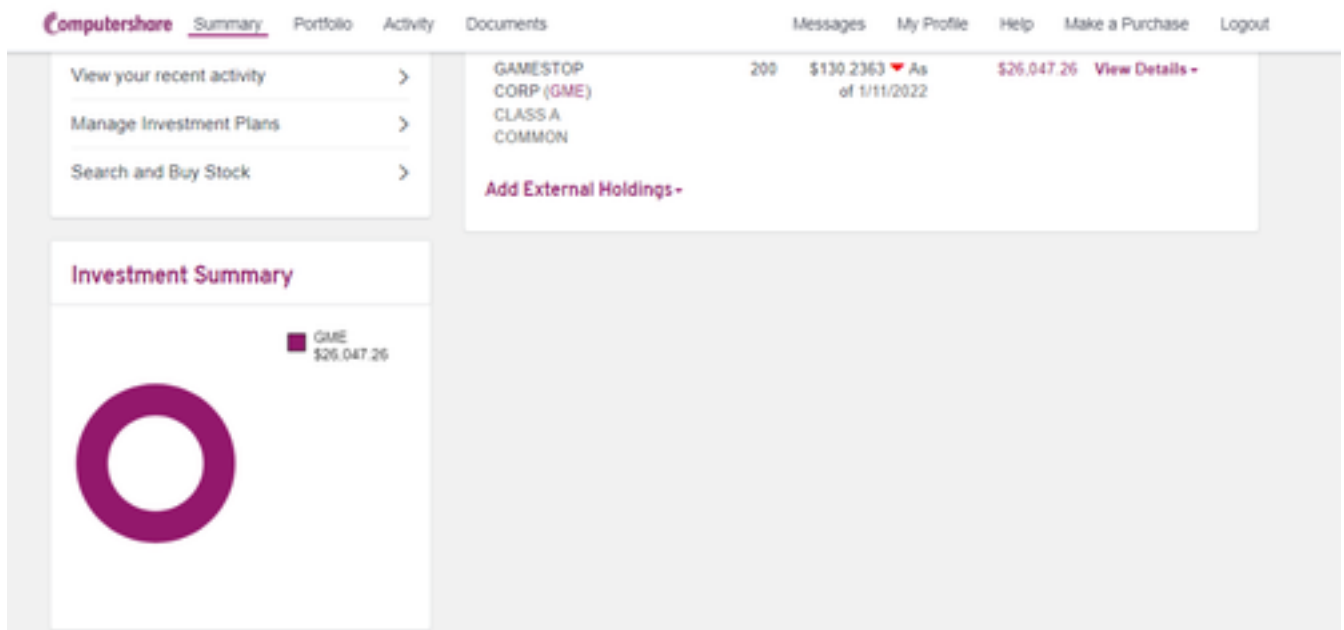 Computershare Summary Portfolio Activity Documents Messages My Profile Help Make a Purchase Logout
View your recent activity
Manage Investment Plans
Search and Buy Stock
GAMESTOP 200 $130.2363 As $26,047.26 View Details
CORP (GME) of 1/11/2022
CLASS A
COMMON
Add External Holdings
Investment Summary
GME
$26,047.26